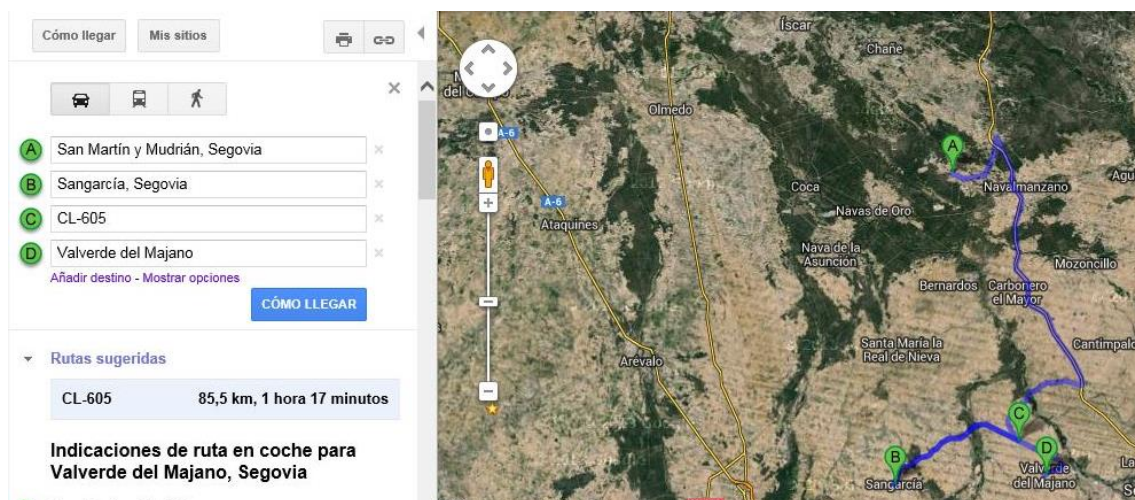 Cómo llegar
Mis sitios
A San Martín y Mudrián, Segovia
B Sangarcía, Segovia
C CL-605
D Valverde del Majano
Añadir destino - Mostrar opciones
CÓMO LLEGAR
Rutas sugeridas
CL-605 85,5 km, 1 hora 17 minutos
Indicaciones de ruta en coche para
Valverde del Majano, Segovia
Íscar
Chañe
Olmedo
A-6
A
Navalmanzano
Coca
A-6
Navas de Oro
Ataquines
Nava de la
Asunción
Mozoncillo
Bernardos
Carbonero
el Mayor
Santa María la
Real de Nieva
Cantimpalo
Arévalo
C
B
D
Sangarcía
Valverde
del Majano